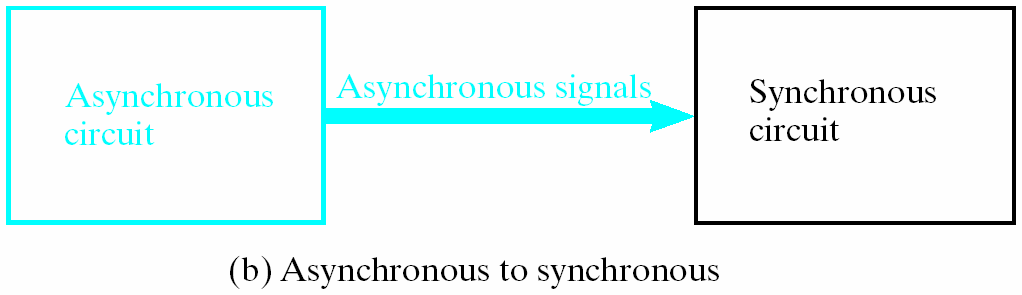 Asynchronous
circuit
Asynchronous signals
Synchronous
circuit
(b) Asynchronous to synchronous